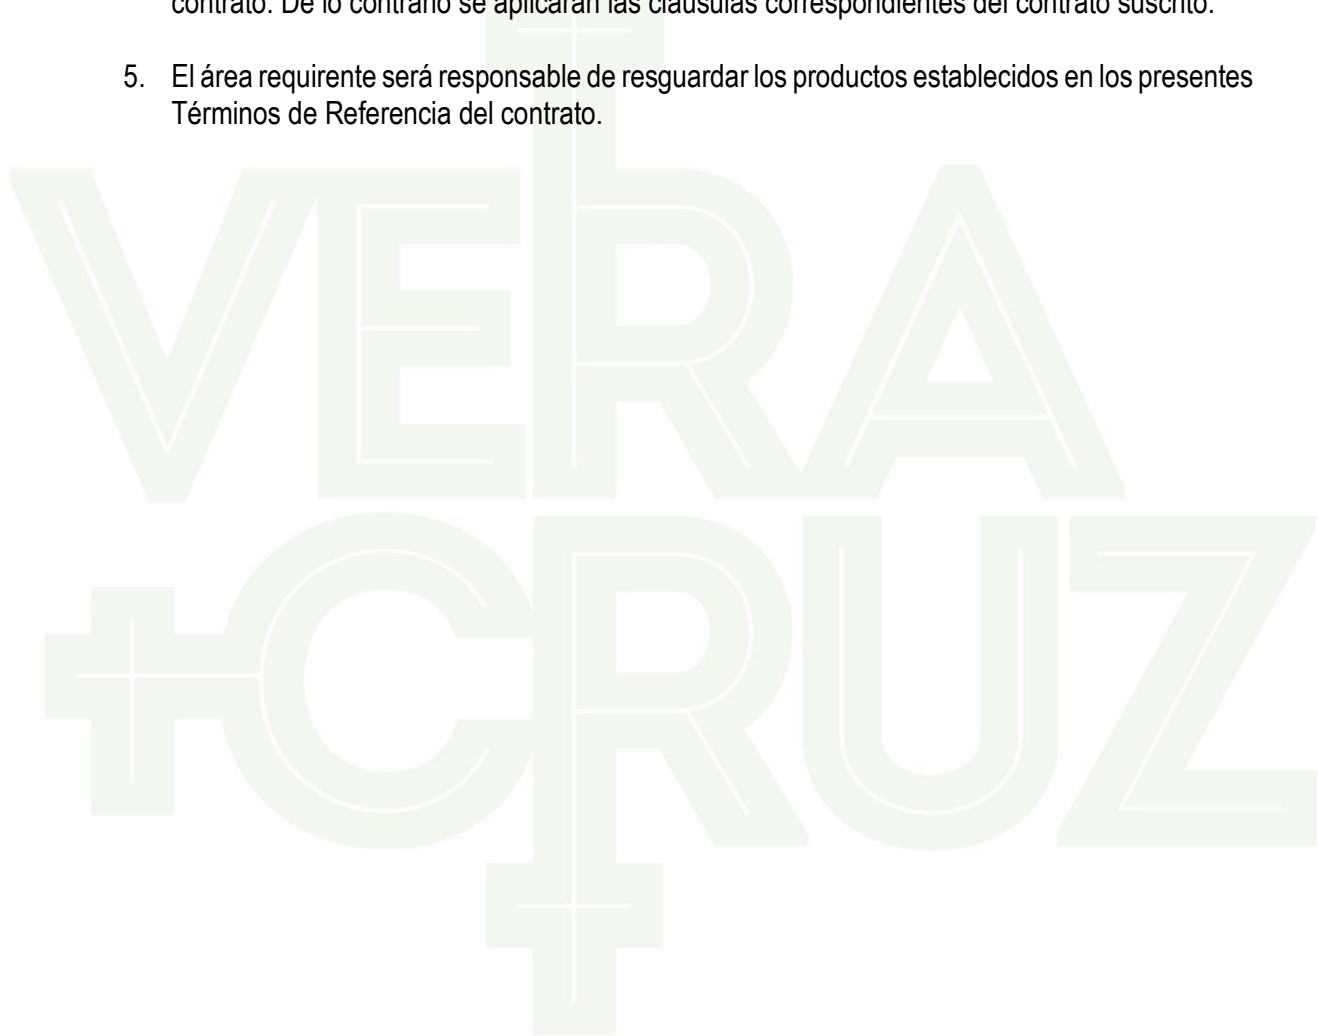 contrato. De lo contrario se aplicarán las cláusulas correspondientes del contrato suscrito.
5. El área requirente será responsable de resguardar los productos establecidos en los presentes
Términos de Referencia del contrato.
VERA
CRUZ